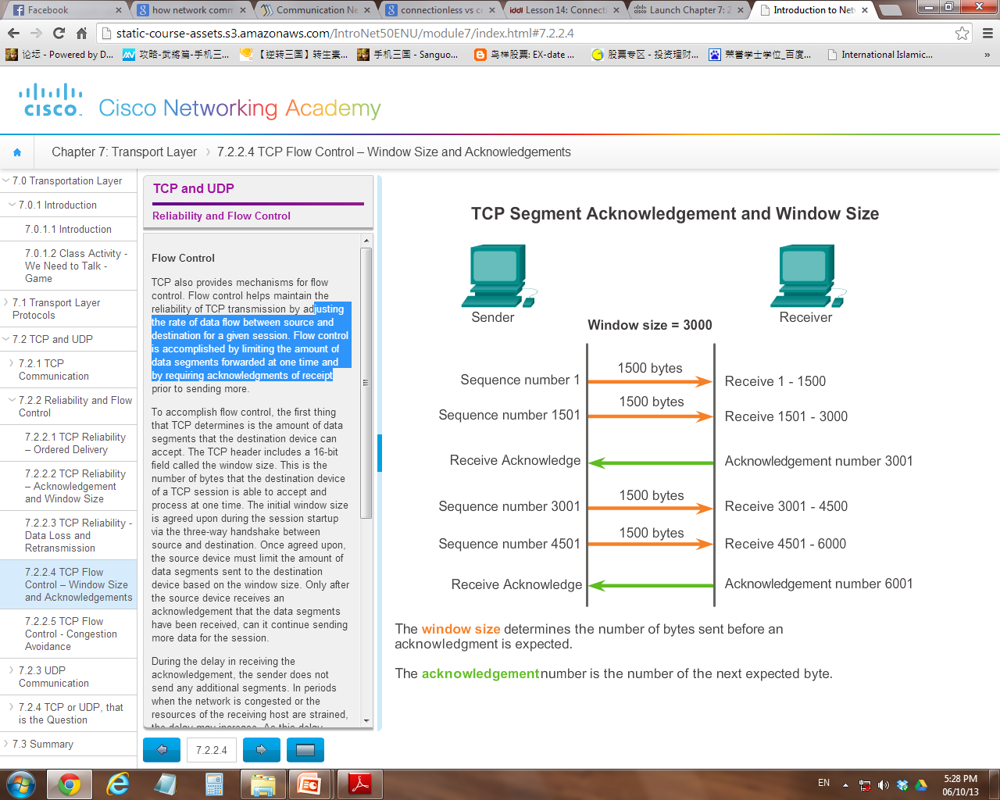 Facebook
how network comm
Communication Ne
connectionless vs c
Lesson 14: Connecti
Launch Chapter 7: 2
Introduction to Net
static-course-assets.s3.amazonaws.com/IntroNet50ENU/module7/index.html#7.2.2.4
论坛 - Powered by D...
攻略-武将篇-手机三...
【逆转三国】转生素...
手机三国 - Sanguo...
鸟样股票: EX-date ...
股票专区 - 投资理财...
荣誉学士学位_百度...
International Islamic...
»
cisco.
Cisco Networking Academy
Chapter 7: Transport Layer
7.2.2.4 TCP Flow Control – Window Size and Acknowledgements
7.0 Transportation Layer
7.0.1 Introduction
7.0.1.1 Introduction
7.0.1.2 Class Activity -
We Need to Talk -
Game
7.1 Transport Layer
Protocols
7.2 TCP and UDP
7.2.1 TCP
Communication
7.2.2 Reliability and Flow
Control
7.2.2.1 TCP Reliability
– Ordered Delivery
7.2.2.2 TCP Reliability
– Acknowledgement
and Window Size
7.2.2.3 TCP Reliability -
Data Loss and
Retransmission
7.2.2.4 TCP Flow
Control – Window Size
and Acknowledgements
7.2.2.5 TCP Flow
Control - Congestion
Avoidance
7.2.3 UDP
Communication
7.2.4 TCP or UDP, that
is the Question
7.3 Summary
TCP and UDP
Reliability and Flow Control
Flow Control
TCP also provides mechanisms for flow
control. Flow control helps maintain the
reliability of TCP transmission by adjusting
the rate of data flow between source and
destination for a given session. Flow control
is accomplished by limiting the amount of
data segments forwarded at one time and
by requiring acknowledgments of receipt
prior to sending more.
To accomplish flow control, the first thing
that TCP determines is the amount of data
segments that the destination device can
accept. The TCP header includes a 16-bit
field called the window size. This is the
number of bytes that the destination device
of a TCP session is able to accept and
process at one time. The initial window size
is agreed upon during the session startup
via the three-way handshake between
source and destination. Once agreed upon,
the source device must limit the amount of
data segments sent to the destination
device based on the window size. Only after
the source device receives an
acknowledgement that the data segments
have been received, can it continue sending
more data for the session.
During the delay in receiving the
acknowledgement, the sender does not
send any additional segments. In periods
when the network is congested or the
resources of the receiving host are strained,
the delay may increase. As this delay
7.2.2.4
TCP Segment Acknowledgement and Window Size
Sender
Receiver
Window size = 3000
Sequence number 1
1500 bytes
Receive 1 - 1500
Sequence number 1501
1500 bytes
Receive 1501 - 3000
Receive Acknowledge
Acknowledgement number 3001
Sequence number 3001
1500 bytes
Receive 3001 - 4500
Sequence number 4501
1500 bytes
Receive 4501 - 6000
Receive Acknowledge
Acknowledgement number 6001
The window size determines the number of bytes sent before an
acknowledgment is expected.
The acknowledgement number is the number of the next expected byte.
EN
5:28 PM
06/10/13